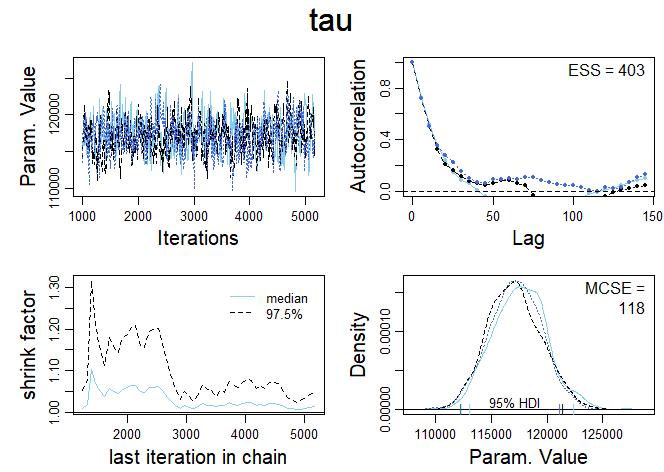 tau
Param. Value
110000 120000
1000 2000 3000 4000 5000
Iterations
Autocorrelation
0.0 0.4 0.8
ESS = 403
0 50 100 150
Lag
shrink factor
1.00 1.10 1.20 1.30
median
97.5%
2000 3000 4000 5000
last iteration in chain
Density
0.00000 0.00010
MCSE =
118
95% HDI
110000 115000 120000 125000
Param. Value